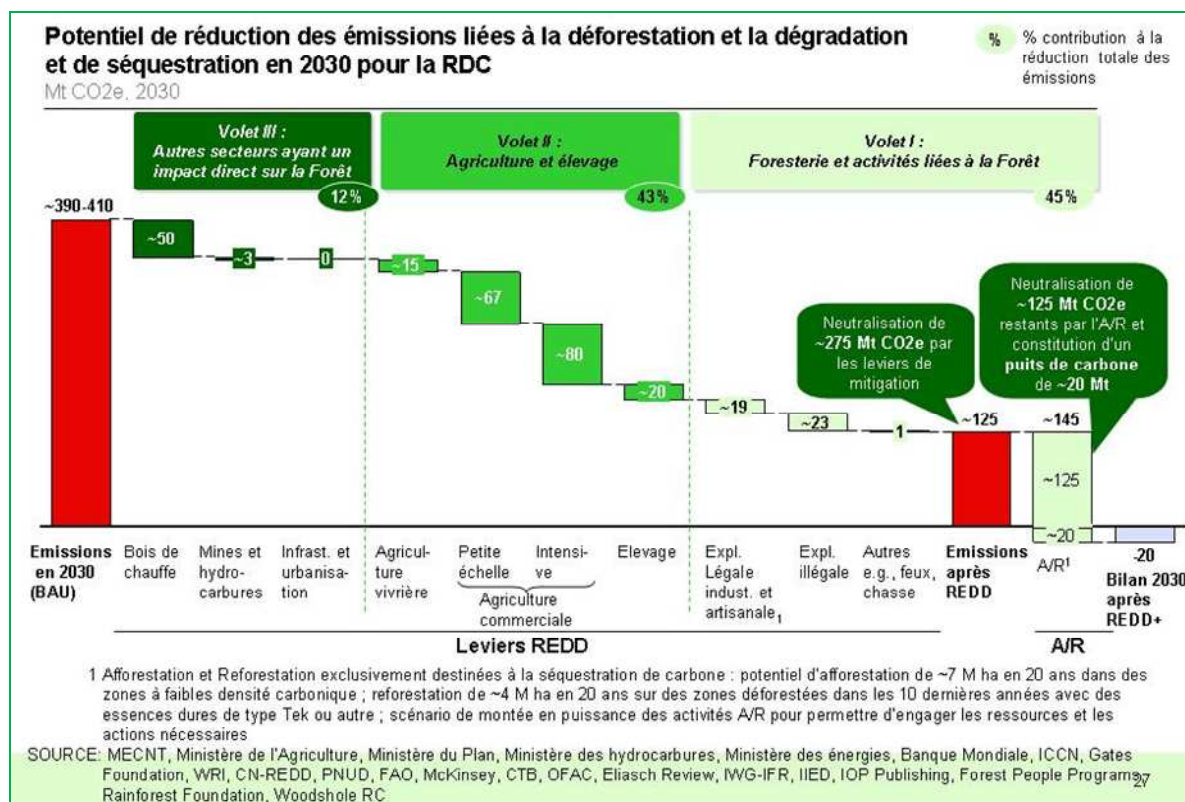 Potentiel de réduction des émissions liées à la déforestation et la dégradation
et de séquestration en 2030 pour la RDC
Mt CO2e, 2030
%
% contribution à la
réduction totale des
émissions
Volet III :
Autres secteurs ayant un
impact direct sur la Forêt
12%
Volet II :
Agriculture et élevage
43%
Volet I :
Foresterie et activités liées à la Forêt
45%
~390-410
~50
~3
0
~15
~67
~80
~20
~19
~23
1
Neutralisation de
~275 Mt CO2e par
les leviers de
mitigation
Neutralisation de
~125 Mt CO2e
restants par l'A/R et
constitution d'un
puits de carbone
de ~20 Mt
~125
~145
~125
~20
-20
Emissions
en 2030
(BAU)
Bois de
chauffe
Mines et
hydro-
carbures
Infrast. et
urbanisa-
tion
Agricul-
ture
vivrière
Petite
échelle
Intensi-
ve
Agriculture
commerciale
Elevage
Expl.
Légale
indust. et
artisanale1
Expl.
illégale
Autres
e.g., feux,
chasse
Emissions
après
REDD
A/R1
Bilan 2030
après
REDD+
Leviers REDD
A/R
1 Afforestation et Reforestation exclusivement destinées à la séquestration de carbone : potentiel d'afforestation de ~7 M ha en 20 ans dans des
zones à faibles densité carbonique ; reforestation de ~4 M ha en 20 ans sur des zones déforestées dans les 10 dernières années avec des
essences dures de type Tek ou autre ; scénario de montée en puissance des activités A/R pour permettre d'engager les ressources et les
actions nécessaires
SOURCE: MECNT, Ministère de l'Agriculture, Ministère du Plan, Ministère des hydrocarbures, Ministère des énergies, Banque Mondiale, ICCN, Gates
Foundation, WRI, CN-REDD, PNUD, FAO, McKinsey, CTB, OFAC, Eliasch Review, IWG-IFR, IIED, IOP Publishing, Forest People Programs,
Rainforest Foundation, Woodshole RC
27